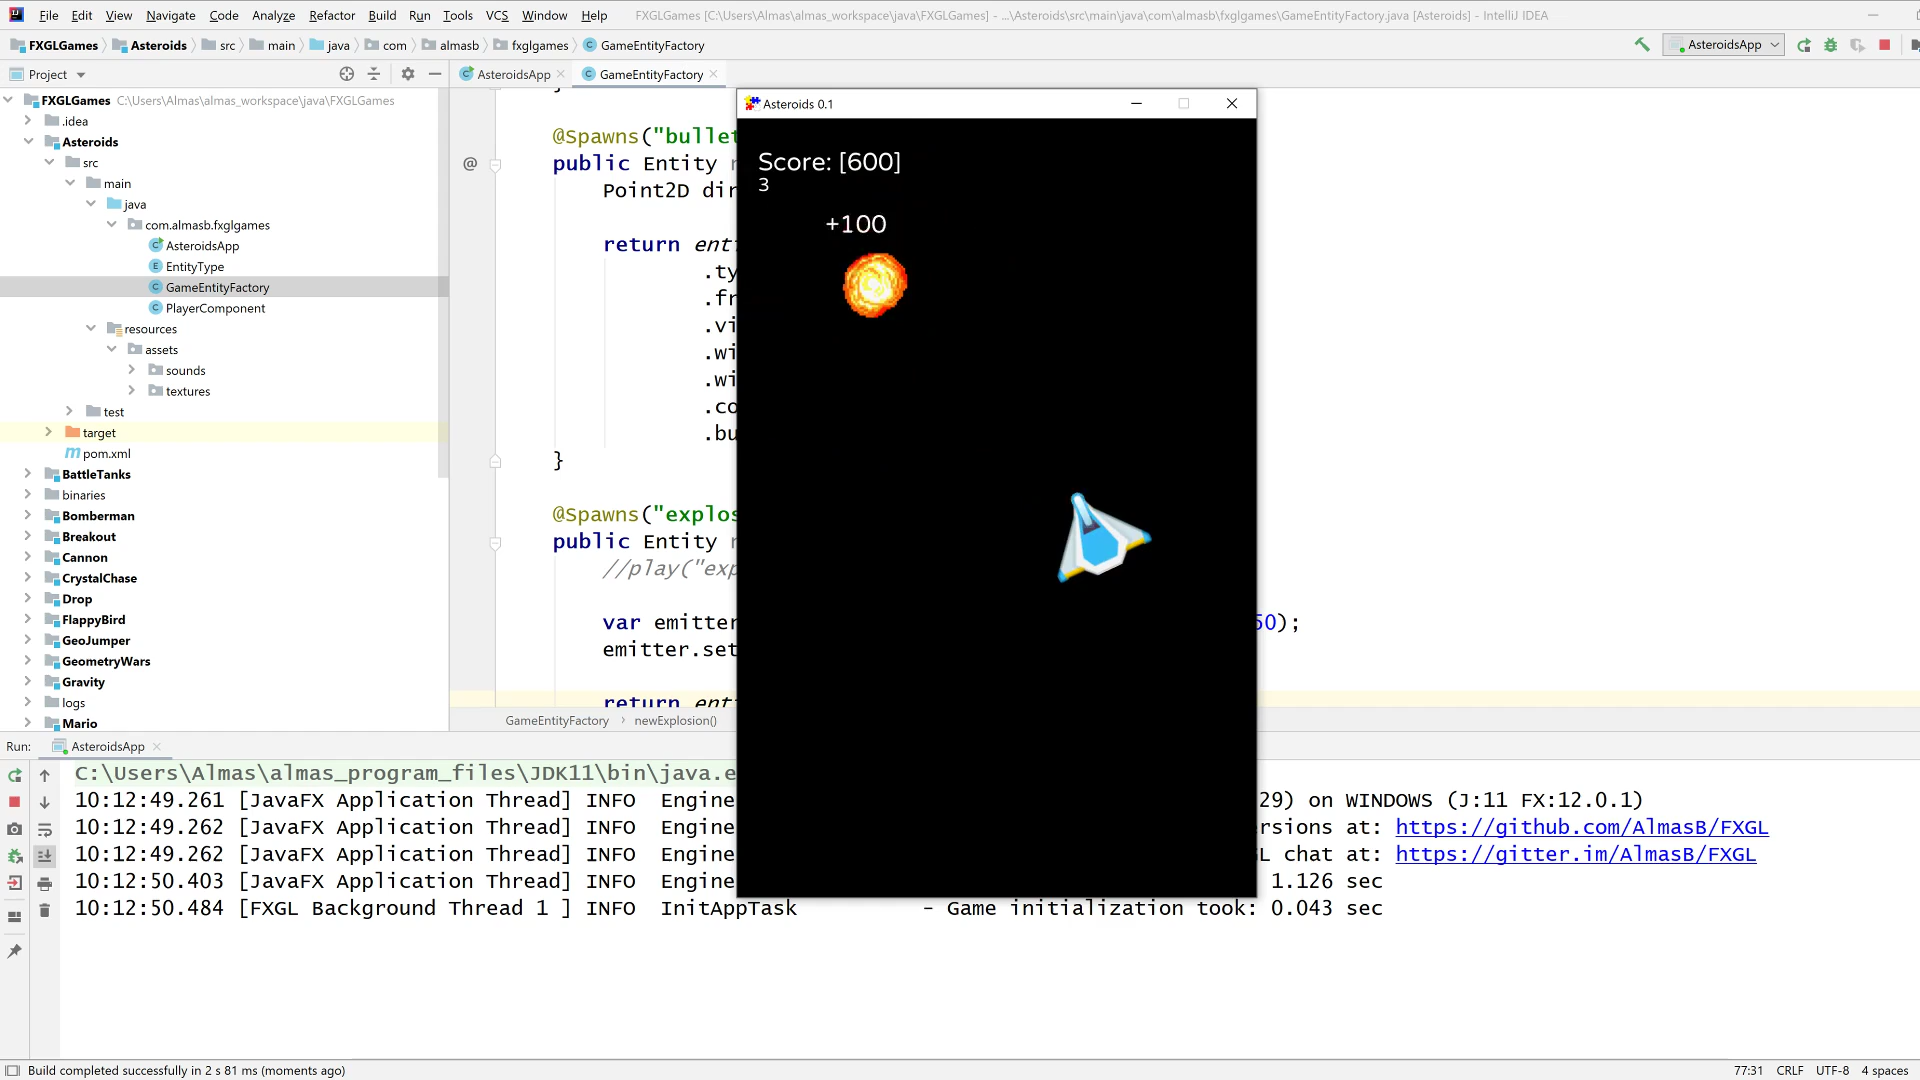 File Edit View Navigate Code Analyze Refactor Build Run Tools VCS Window Help FXGLGames [C:\Users\Almas\almas_workspace\java\FXGLGames] - ...\Asteroids\src\main\java\com\almasb\fxglgames\GameEntityFactory.java [Asteroids] - IntelliJ IDEA
FXGLGames Asteroids src main java com almasb fxglgames GameEntityFactory AsteroidsApp
Project AsteroidsApp GameEntityFactory
FXGLGames C:\Users\Almas\almas_workspace\java\FXGLGames
.idea
Asteroids
src
main
java
com.almasb.fxglgames
AsteroidsApp
EntityType
GameEntityFactory
PlayerComponent
resources
assets
sounds
textures
test
target
pom.xml
BattleTanks
binaries
Bomberman
Breakout
Cannon
CrystalChase
Drop
FlappyBird
GeoJumper
GeometryWars
Gravity
logs
Mario
@Spawns("bullet
public Entity
Point2D dir
return enti
.ty
.fr
.vi
.wi
.wi
.co
.bu
}
@Spawns("explos
public Entity
//play("exp
var emitter 50);
emitter.set
return enti
GameEntityFactory newExplosion()
Asteroids 0.1
Score: [600]
3
+100
Run: AsteroidsApp
C:\Users\Almas\almas_program_files\JDK11\bin\java.e
10:12:49.261 [JavaFX Application Thread] INFO Engine 29) on WINDOWS (J:11 FX:12.0.1)
10:12:49.262 [JavaFX Application Thread] INFO Engine rsions at: https://github.com/AlmasB/FXGL
10:12:49.262 [JavaFX Application Thread] INFO Engine L chat at: https://gitter.im/AlmasB/FXGL
10:12:50.403 [JavaFX Application Thread] INFO Engine 1.126 sec
10:12:50.484 [FXGL Background Thread 1 ] INFO InitAppTask - Game initialization took: 0.043 sec
Build completed successfully in 2 s 81 ms (moments ago) 77:31 CRLF UTF-8 4 spaces